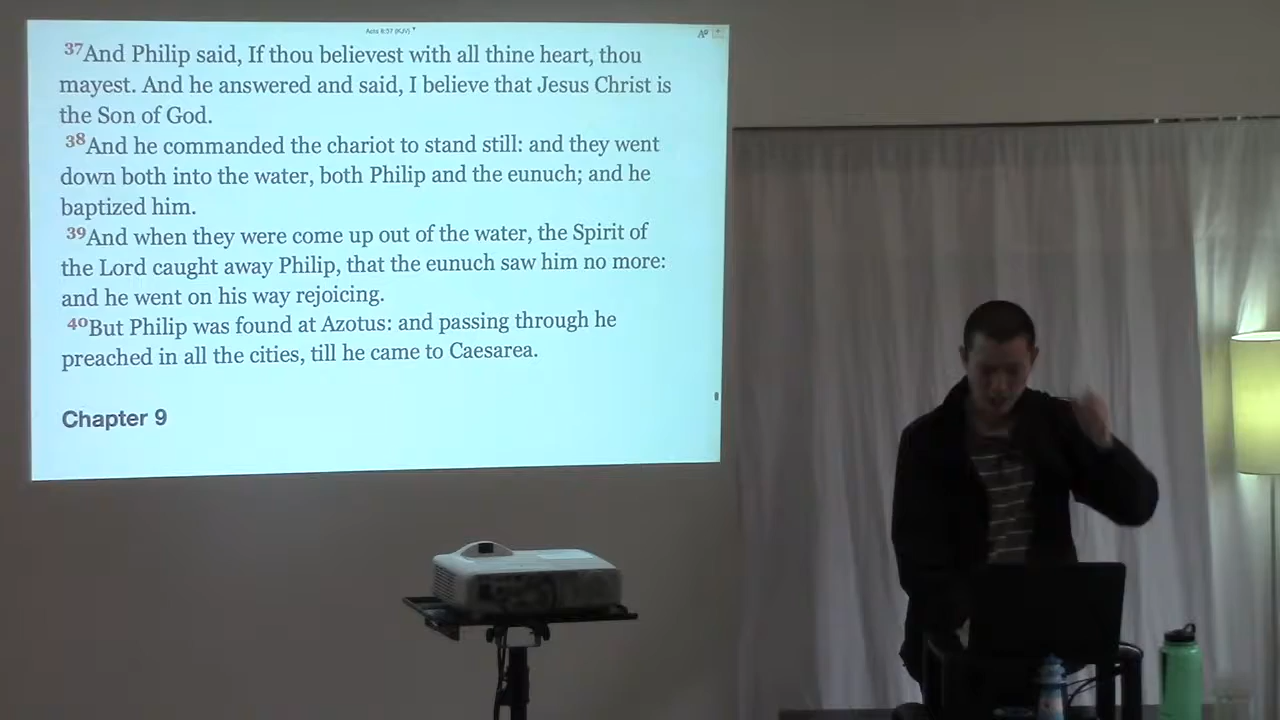 Acts 8:37 (KJV)
37And Philip said, If thou believest with all thine heart, thou
mayest. And he answered and said, I believe that Jesus Christ is
the Son of God.
38And he commanded the chariot to stand still: and they went
down both into the water, both Philip and the eunuch; and he
baptized him.
39And when they were come up out of the water, the Spirit of
the Lord caught away Philip, that the eunuch saw him no more:
and he went on his way rejoicing.
40But Philip was found at Azotus: and passing through he
preached in all the cities, till he came to Caesarea.
Chapter 9